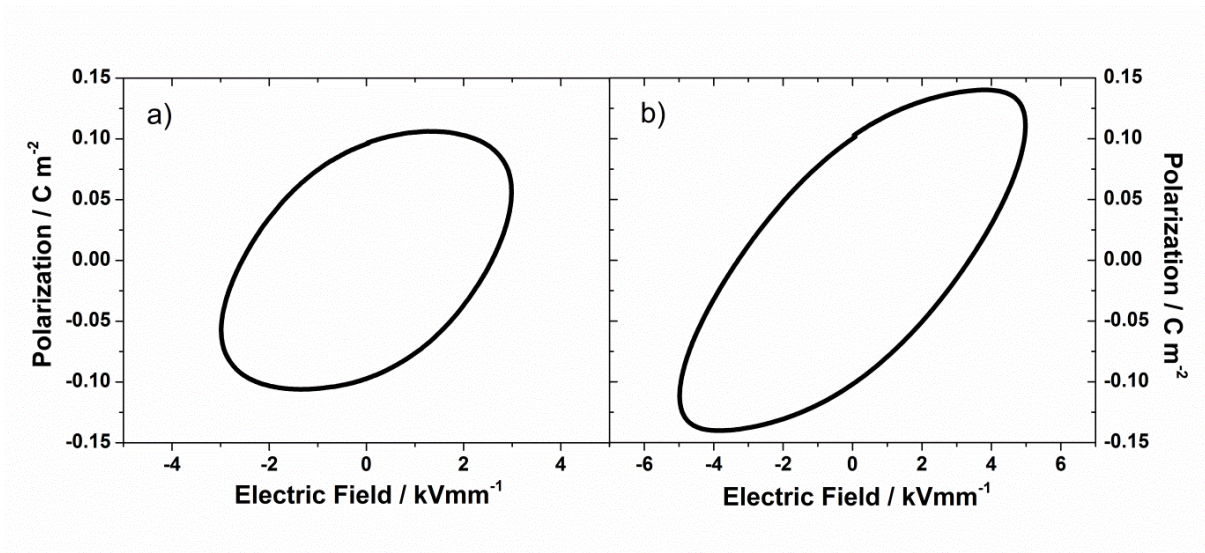 a)
0.15
0.10
0.05
0.00
-0.05
-0.10
-0.15
Polarization / C m-2
-4 -2 0 2 4
Electric Field / kVmm-1
b)
0.15
0.10
0.05
0.00
-0.05
-0.10
-0.15
Polarization / C m-2
-6 -4 -2 0 2 4 6
Electric Field / kVmm-1